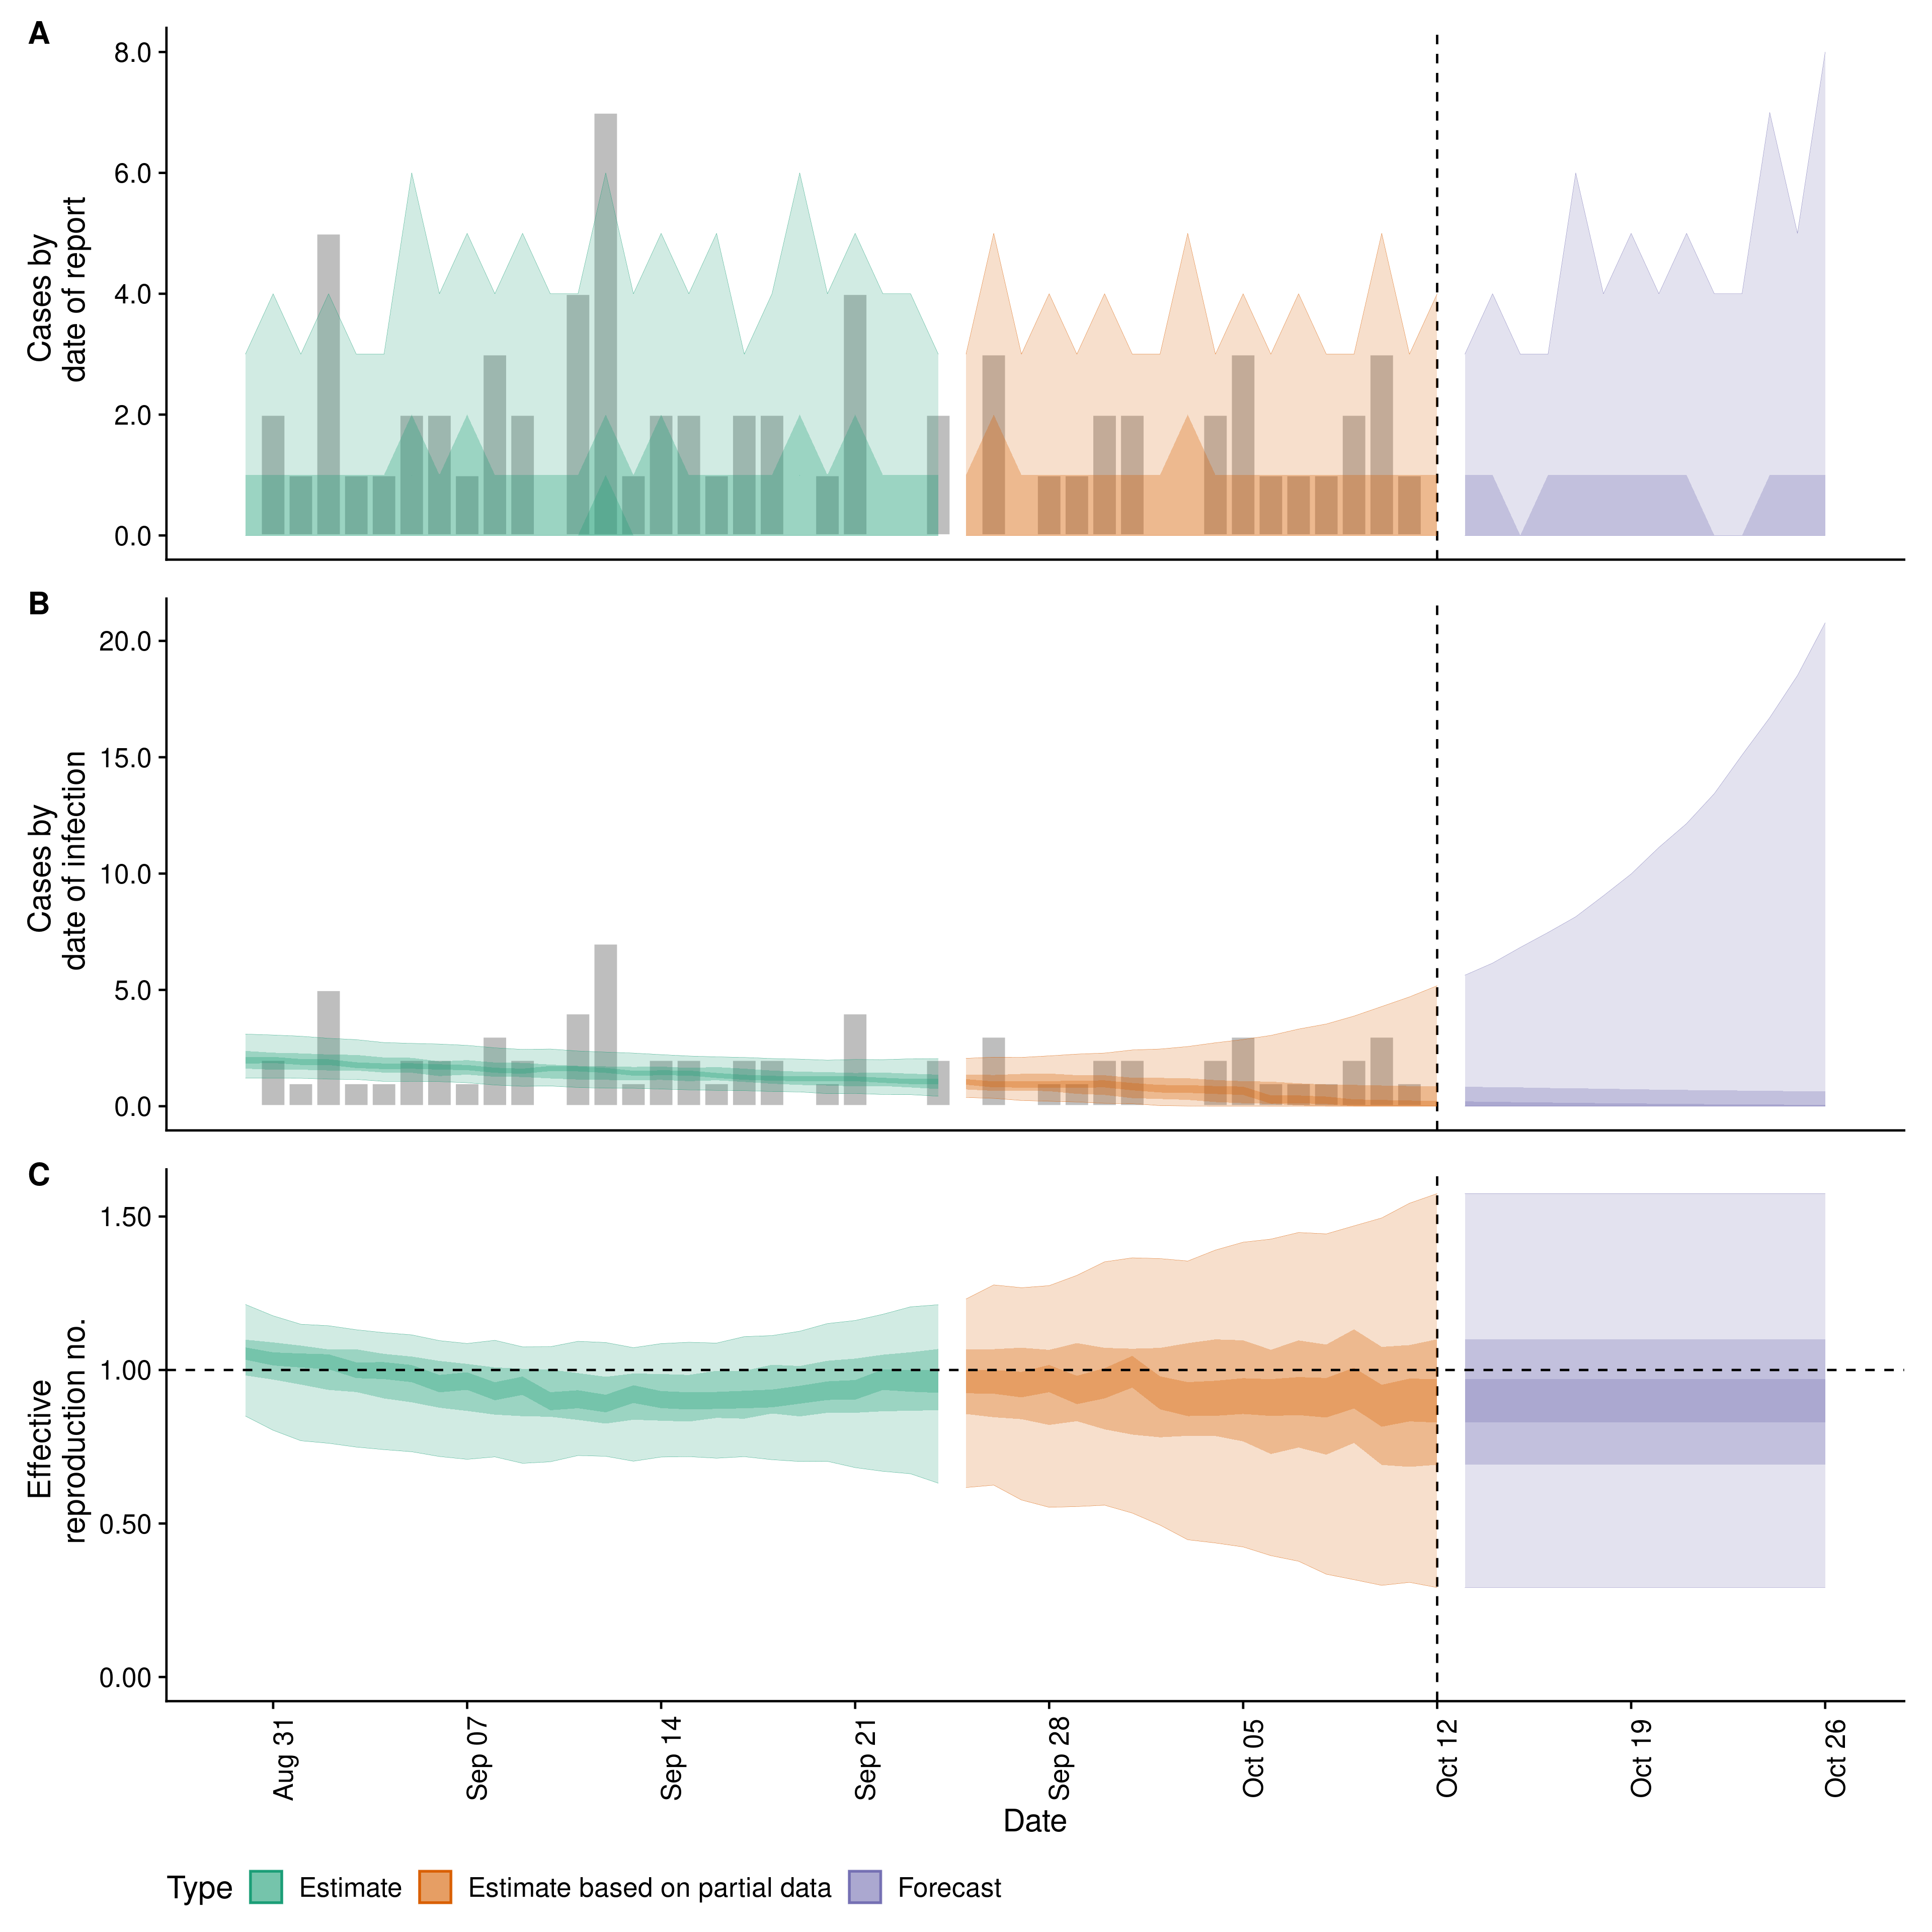 A
Cases by
date of report
8.0
6.0
4.0
2.0
0.0
B
Cases by
date of infection
20.0
15.0
10.0
5.0
0.0
C
Effective
reproduction no.
1.50
1.00
0.50
0.00
Aug 31
Sep 07
Sep 14
Sep 21
Sep 28
Oct 05
Oct 12
Oct 19
Oct 26
Date
Type Estimate Estimate based on partial data Forecast